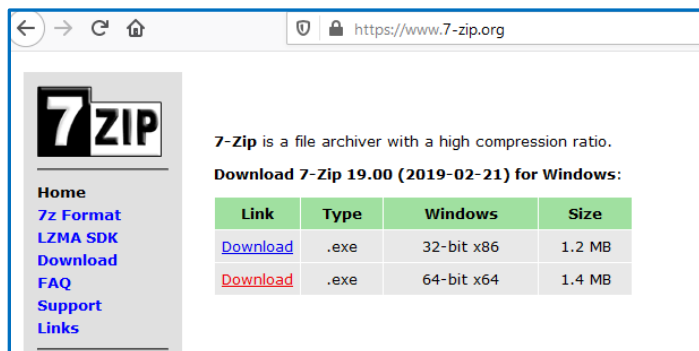 https://www.7-zip.org
7 ZIP
7-Zip is a file archiver with a high compression ratio.
Download 7-Zip 19.00 (2019-02-21) for Windows:
Link Type Windows Size
Download .exe 32-bit x86 1.2 MB
Download .exe 64-bit x64 1.4 MB
Home
7z Format
LZMA SDK
Download
FAQ
Support
Links